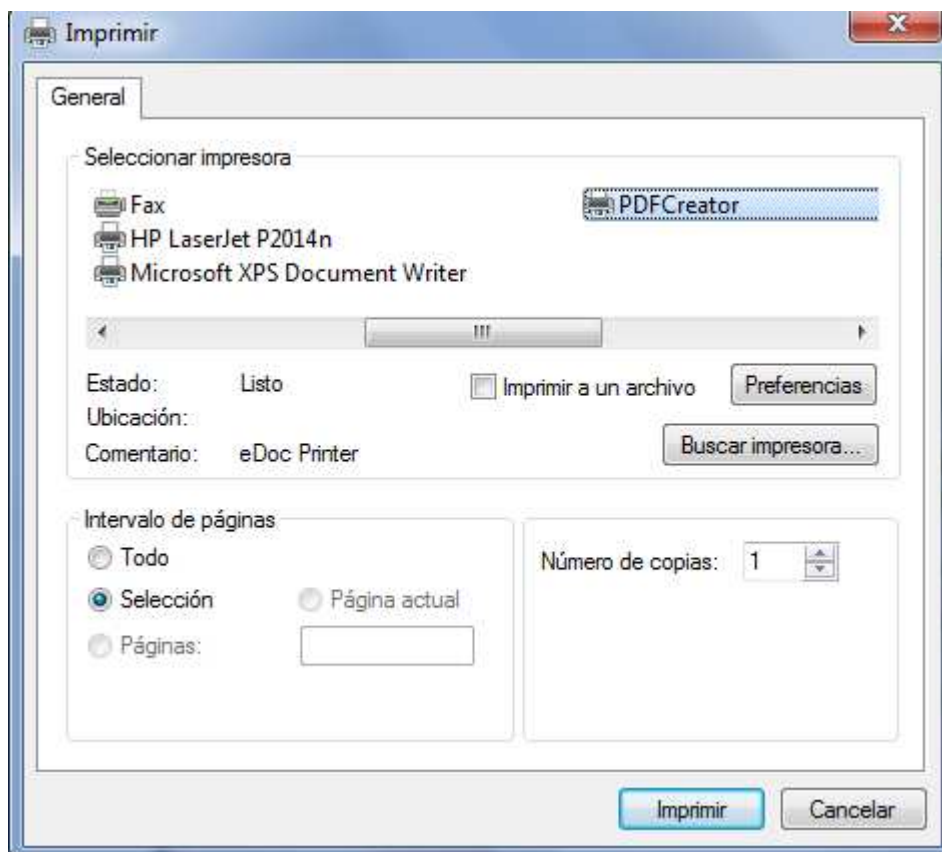 Imprimir
General
Seleccionar impresora
Fax
HP LaserJet P2014n
Microsoft XPS Document Writer
PDFCreator
Estado: Listo
Ubicación:
Comentario: eDoc Printer
Imprimir a un archivo
Preferencias
Buscar impresora...
Intervalo de páginas
Todo
Selección
Página actual
Páginas:
Número de copias: 1
Imprimir
Cancelar